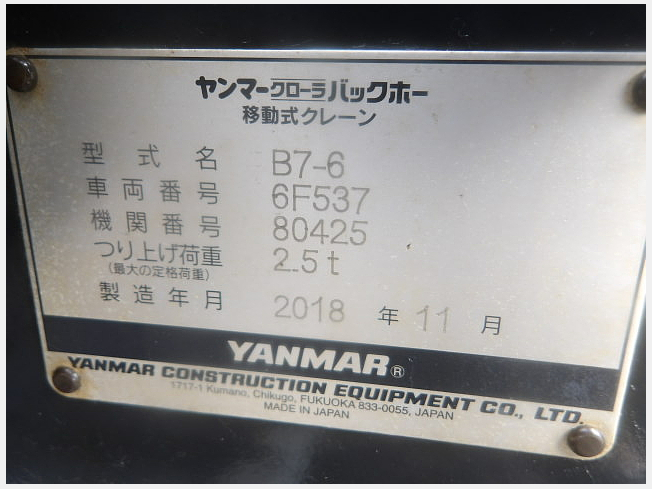 ヤンマークローラバックホー
移動式クレーン
型式名 B7-6
車両番号 6F537
機関番号 80425
つり上げ荷重 2.5t
(最大の定格荷重)
製造年月 2018 年 11 月
YANMAR®
YANMAR CONSTRUCTION EQUIPMENT CO., LTD.
1717-1 Kumano, Chikugo, FUKUOKA 833-0055, JAPAN
MADE IN JAPAN